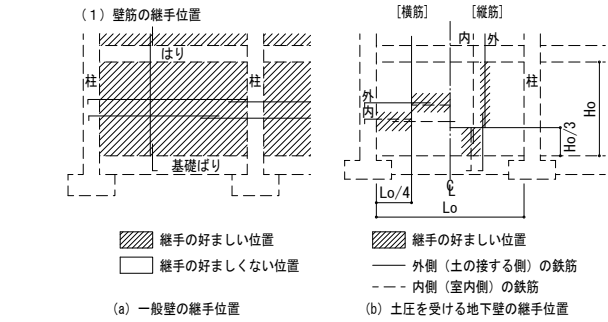 （1）壁筋の継手位置
はり
柱
柱
基礎ばり
継手の好ましい位置
継手の好ましくない位置
(a) 一般壁の継手位置
[横筋]
[縦筋]
内
外
柱
外
内
Ho
Ho/3
Lo/4
Lo
CL
継手の好ましい位置
外側（土の接する側）の鉄筋
内側（室内側）の鉄筋
(b) 土圧を受ける地下壁の継手位置